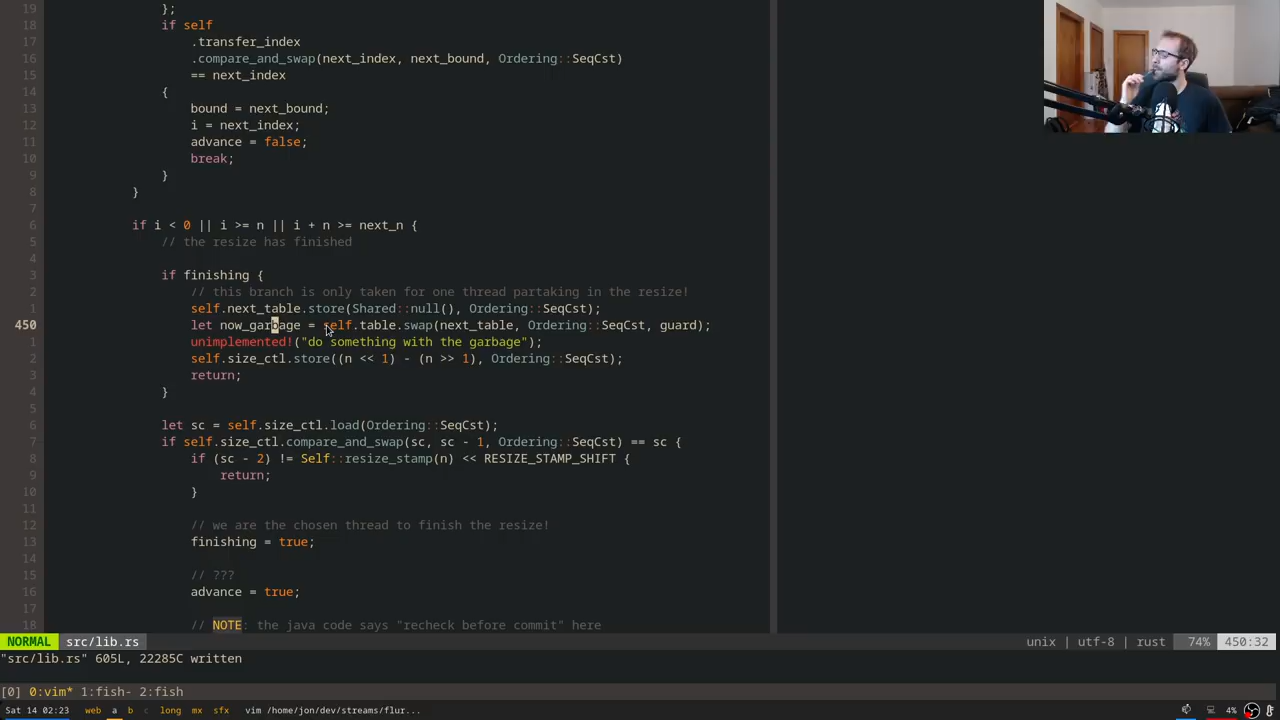 19             };
18             if self
17                 .transfer_index
16                 .compare_and_swap(next_index, next_bound, Ordering::SeqCst)
15                 == next_index
14             {
13                 bound = next_bound;
12                 i = next_index;
11                 advance = false;
10                 break;
9             }
8         }
7
6         if i < 0 || i >= n || i + n >= next_n {
5             // the resize has finished
4
3             if finishing {
2                 // this branch is only taken for one thread partaking in the resize!
1                 self.next_table.store(Shared::null(), Ordering::SeqCst);
450                 let now_garbage = self.table.swap(next_table, Ordering::SeqCst, guard);
1                 unimplemented!("do something with the garbage");
2                 self.size_ctl.store((n << 1) - (n >> 1), Ordering::SeqCst);
3                 return;
4             }
5
6             let sc = self.size_ctl.load(Ordering::SeqCst);
7             if self.size_ctl.compare_and_swap(sc, sc - 1, Ordering::SeqCst) == sc {
8                 if (sc - 2) != Self::resize_stamp(n) << RESIZE_STAMP_SHIFT {
9                     return;
10                 }
11
12                 // we are the chosen thread to finish the resize!
13                 finishing = true;
14
15                 // ???
16                 advance = true;
17
18                 // NOTE: the java code says "recheck before commit" here
NORMAL src/lib.rs unix | utf-8 | rust 74% 450:32
"src/lib.rs" 605L, 22285C written
[0] 0:vim* 1:fish- 2:fish
Sat 14 02:23 web a b c long mx sfx vim /home/jon/dev/streams/flur... 4%